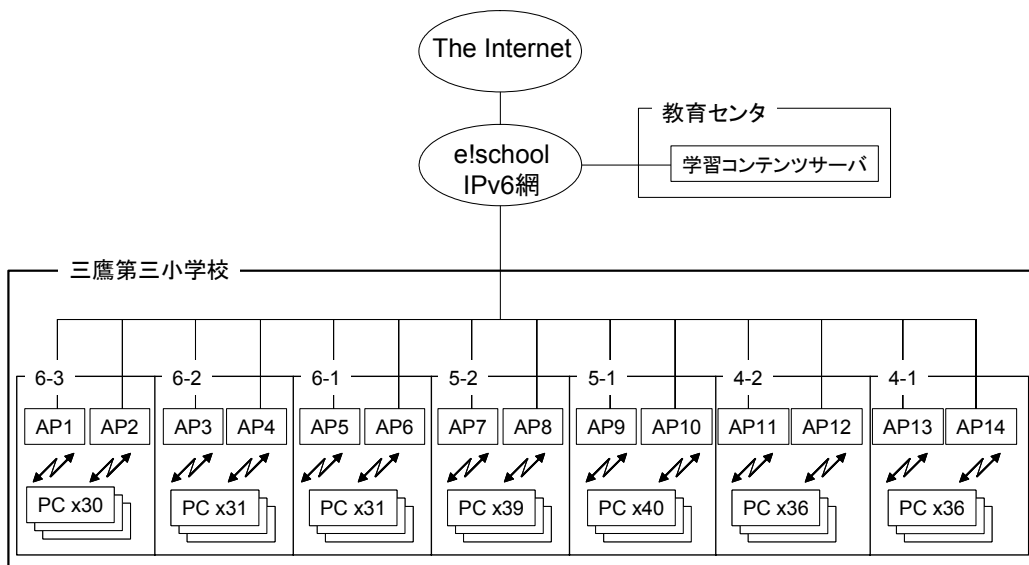 The Internet
教育センタ
e!school
IPv6網
学習コンテンツサーバ
三鷹第三小学校
6-3
6-2
6-1
5-2
5-1
4-2
4-1
AP1
AP2
AP3
AP4
AP5
AP6
AP7
AP8
AP9
AP10
AP11
AP12
AP13
AP14
PC x30
PC x31
PC x31
PC x39
PC x40
PC x36
PC x36